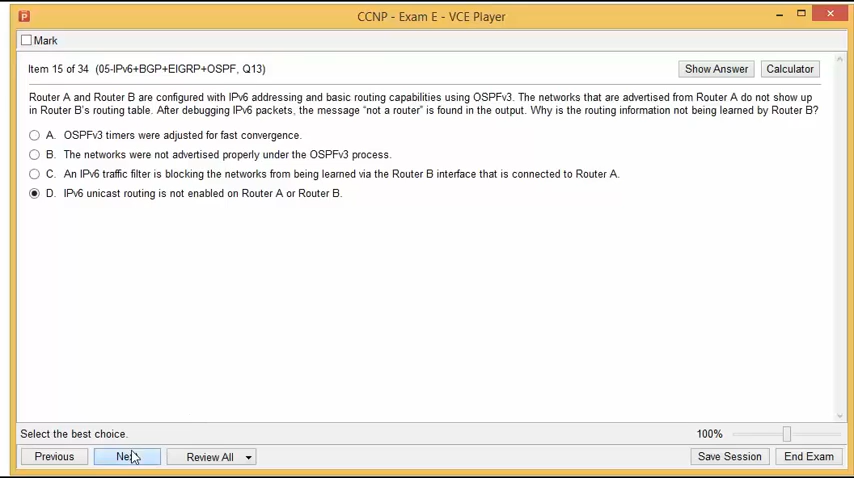 CCNP - Exam E - VCE Player
Mark
Item 15 of 34 (05-IPv6+BGP+EIGRP+OSPF, Q13)
Show Answer
Calculator
Router A and Router B are configured with IPv6 addressing and basic routing capabilities using OSPFv3. The networks that are advertised from Router A do not show up
in Router B's routing table. After debugging IPv6 packets, the message "not a router" is found in the output. Why is the routing information not being learned by Router B?
A. OSPFv3 timers were adjusted for fast convergence.
B. The networks were not advertised properly under the OSPFv3 process.
C. An IPv6 traffic filter is blocking the networks from being learned via the Router B interface that is connected to Router A.
D. IPv6 unicast routing is not enabled on Router A or Router B.
Select the best choice.
100%
Previous
Next
Review All
Save Session
End Exam